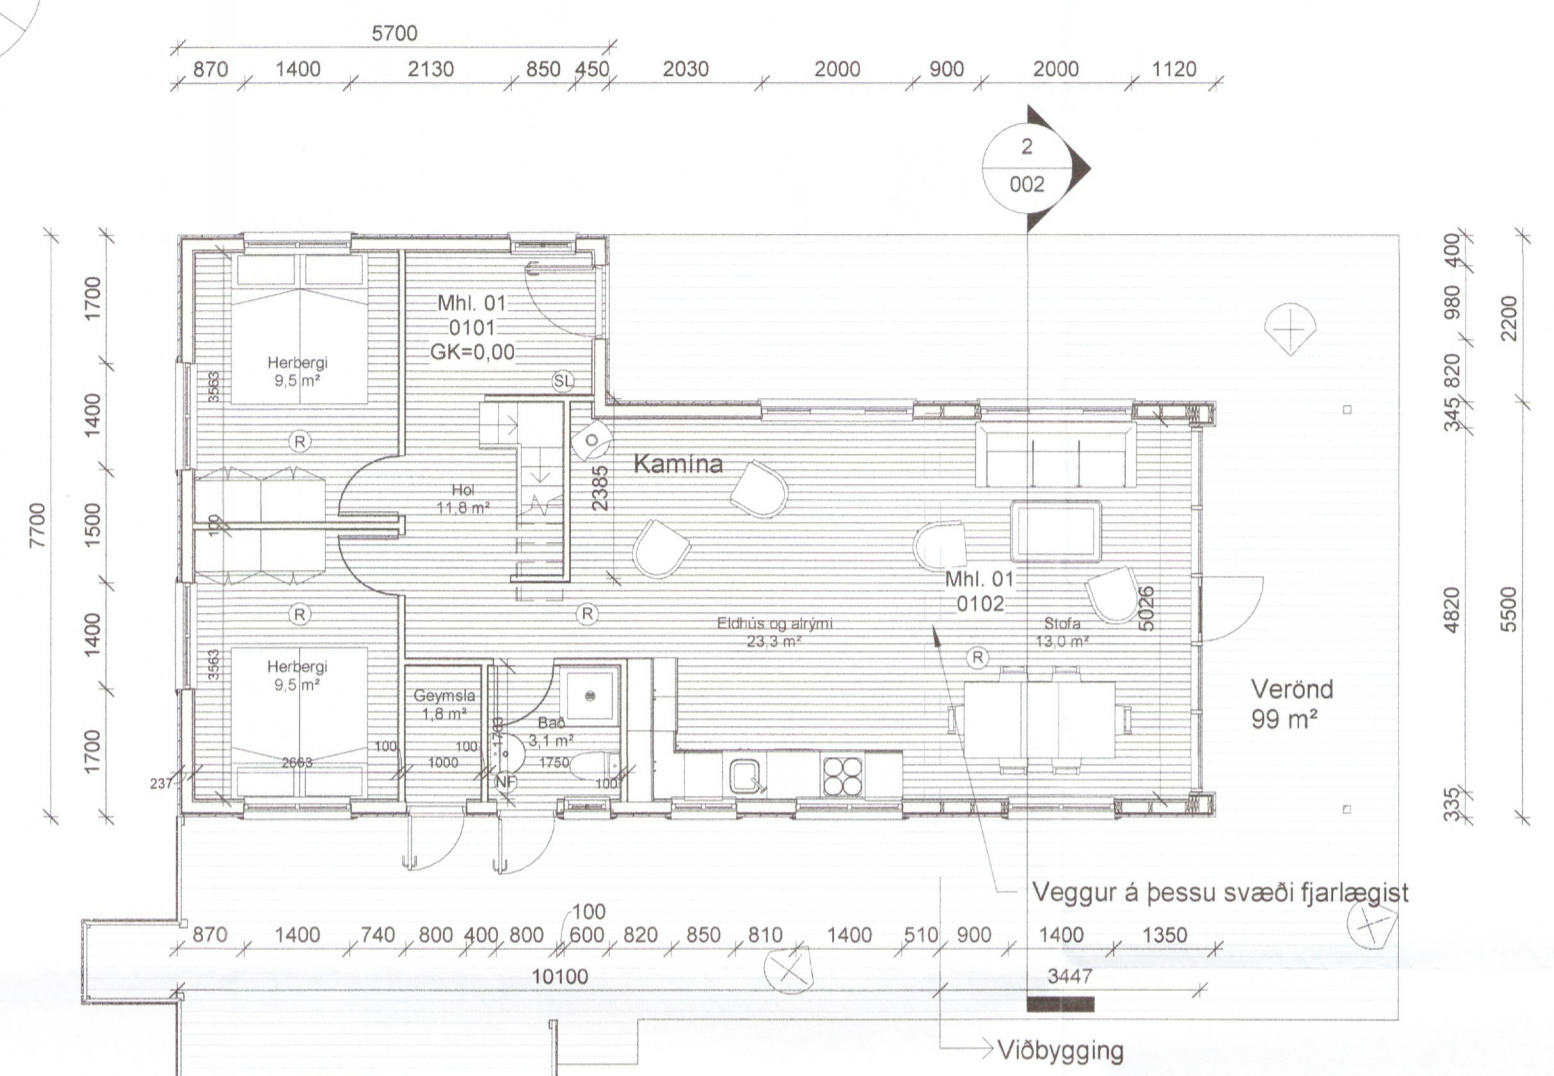 5700
870 1400 2130 850 450 2030 2000 900 2000 1120
2
002
7700
1700
1400
1500
1400
1700
400
980
820
345
4820
335
2200
5500
Mhl. 01
0101
GK=0,00
Herbergi
9,5 m²
3563
SL
R
Kamína
2385
Hol
11,8 m²
100
Mhl. 01
0102
5026
R
R
Eldhús og alrými
23,3 m²
Stofa
13,0 m²
R
3563
Herbergi
9,5 m²
Geymsla
1,8 m²
1763
Bað
3,1 m²
Verönd
99 m²
237
2663
100
1000
100
1750
100
NF
Veggur á þessu svæði fjarlægist
100
870 1400 740 800 400 800 600 820 850 810 1400 510 900 1400 1350
10100
3447
Viðbygging